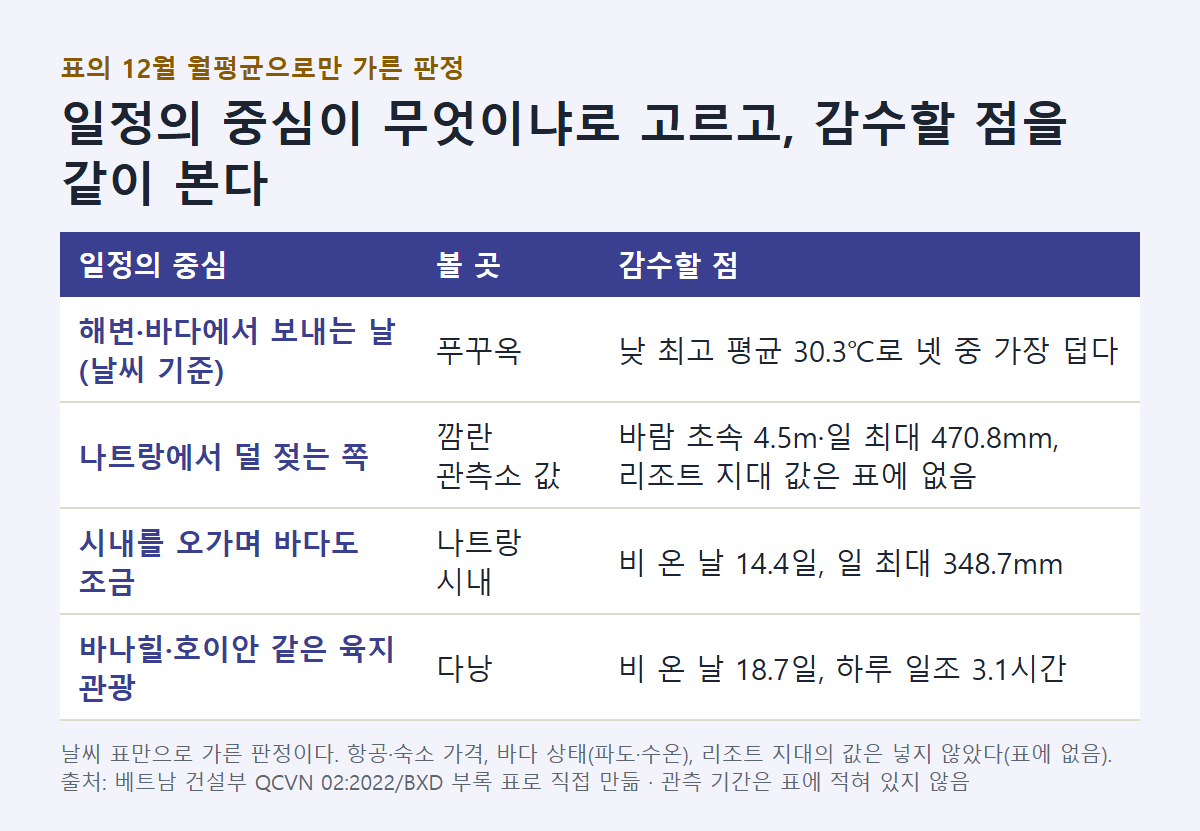 표의 12월 월평균으로만 가른 판정
일정의 중심이 무엇이냐로 고르고, 감수할 점을
같이 본다
일정의 중심 볼 곳 감수할 점
해변·바다에서 보내는 날
(날씨 기준)
푸꾸옥
낮 최고 평균 30.3℃로 넷 중 가장 덥다
나트랑에서 덜 젖는 쪽
깜란
관측소 값
바람 초속 4.5m·일 최대 470.8mm,
리조트 지대 값은 표에 없음
시내를 오가며 바다도
조금
나트랑
시내
비 온 날 14.4일, 일 최대 348.7mm
바나힐·호이안 같은 육지
관광
다낭
비 온 날 18.7일, 하루 일조 3.1시간
날씨 표만으로 가른 판정이다. 항공·숙소 가격, 바다 상태(파도·수온), 리조트 지대의 값은 넣지 않았다(표에 없음).
출처: 베트남 건설부 QCVN 02:2022/BXD 부록 표로 직접 만듦 · 관측 기간은 표에 적혀 있지 않음